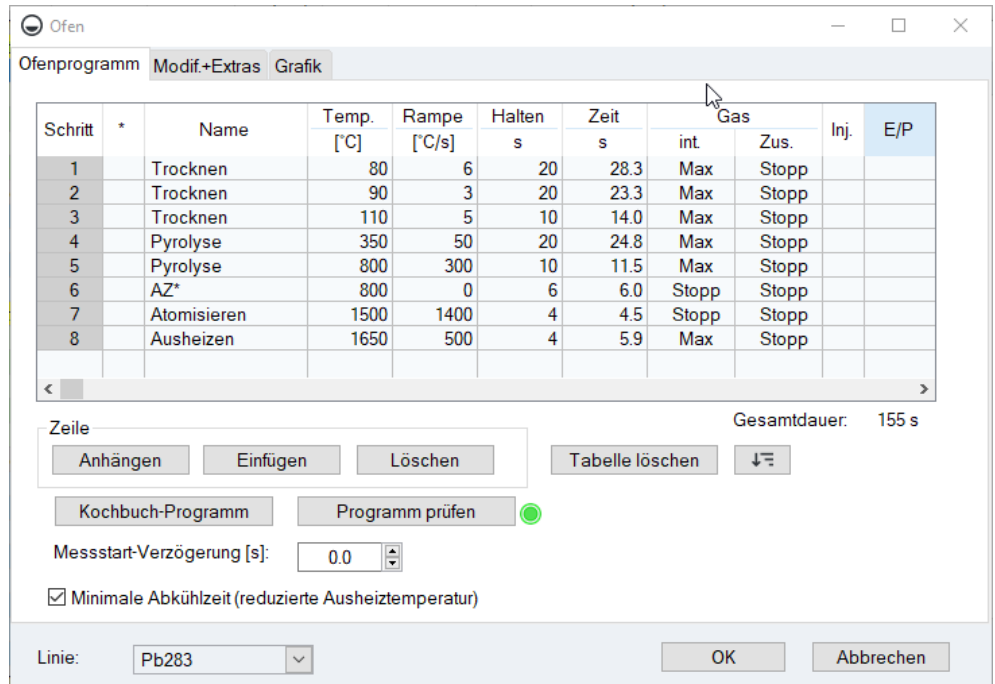 Ofen
Ofenprogramm Modif.+Extras Grafik
Schritt * Name Temp. Rampe Halten Zeit Gas Inj. E/P
[°C] [°C/s] s s int. Zus.
1 Trocknen 80 6 20 28.3 Max Stopp
2 Trocknen 90 3 20 23.3 Max Stopp
3 Trocknen 110 5 10 14.0 Max Stopp
4 Pyrolyse 350 50 20 24.8 Max Stopp
5 Pyrolyse 800 300 10 11.5 Max Stopp
6 AZ* 800 0 6 6.0 Stopp Stopp
7 Atomisieren 1500 1400 4 4.5 Stopp Stopp
8 Ausheizen 1650 500 4 5.9 Max Stopp
Gesamtdauer: 155 s
Zeile
Anhängen Einfügen Löschen Tabelle löschen
Kochbuch-Programm Programm prüfen
Messstart-Verzögerung [s]: 0.0
Minimale Abkühlzeit (reduzierte Ausheiztemperatur)
Linie: Pb283 OK Abbrechen